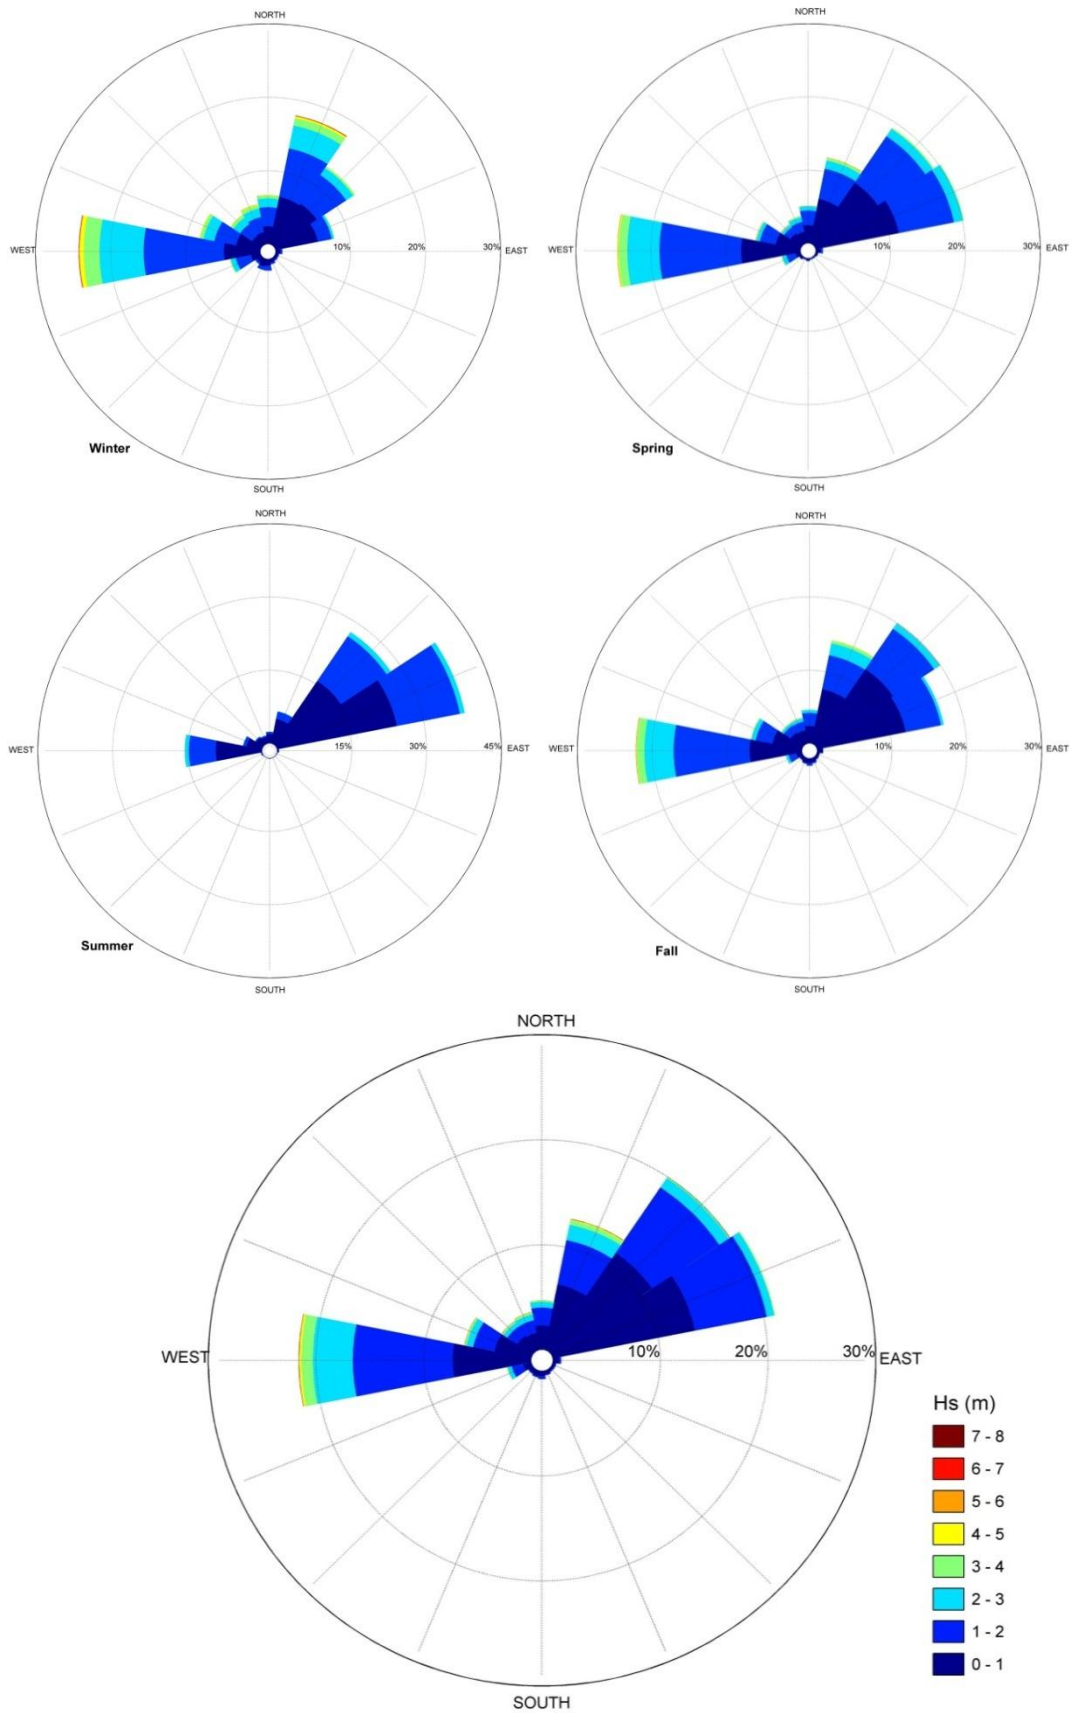 NORTH
NORTH
WEST
10%
20%
30%
EAST
WEST
10%
20%
30%
EAST
Winter
Spring
SOUTH
SOUTH
NORTH
NORTH
WEST
15%
30%
45%
EAST
WEST
10%
20%
30%
EAST
Summer
Fall
SOUTH
SOUTH
NORTH
WEST
10%
20%
30%
EAST
Hs (m)
7 - 8
6 - 7
5 - 6
4 - 5
3 - 4
2 - 3
1 - 2
0 - 1
SOUTH